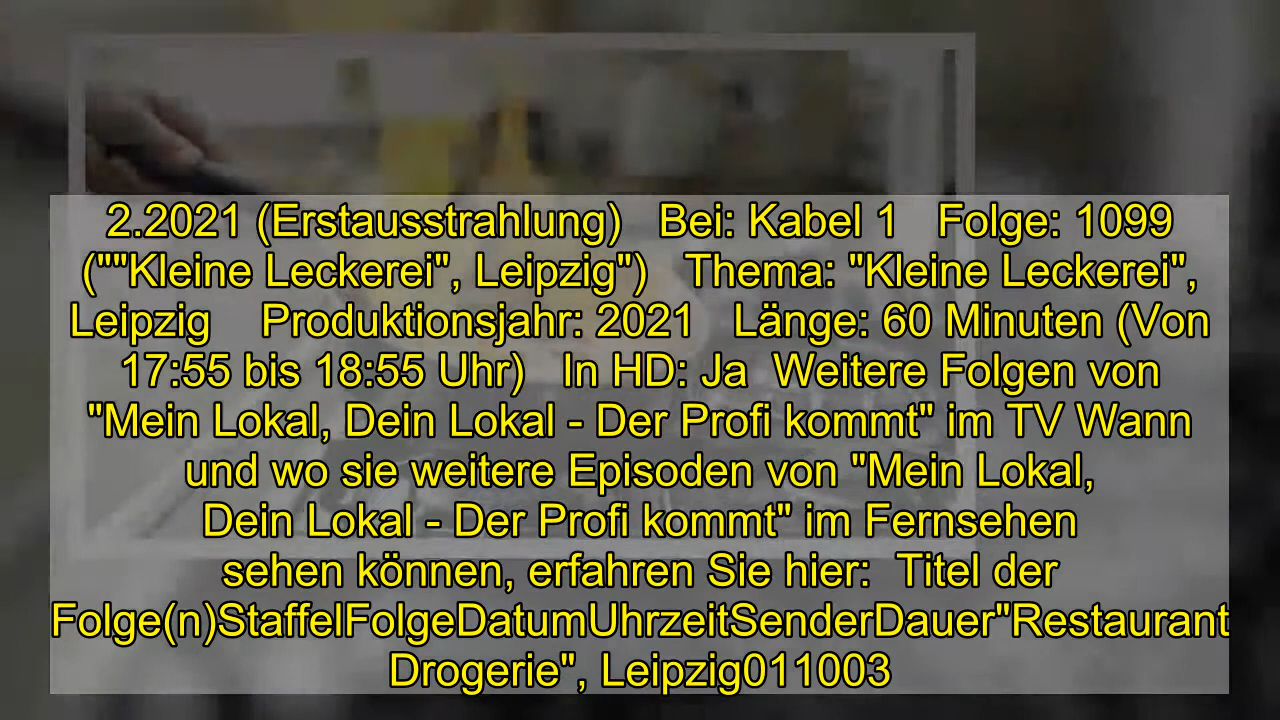 2.2021 (Erstausstrahlung)   Bei: Kabel 1   Folge: 1099
(""Kleine Leckerei", Leipzig")   Thema: "Kleine Leckerei",
Leipzig    Produktionsjahr: 2021   Länge: 60 Minuten (Von
17:55 bis 18:55 Uhr)   In HD: Ja  Weitere Folgen von
"Mein Lokal, Dein Lokal - Der Profi kommt" im TV Wann
und wo sie weitere Episoden von "Mein Lokal,
Dein Lokal - Der Profi kommt" im Fernsehen
sehen können, erfahren Sie hier:  Titel der
Folge(n)StaffelFolgeDatumUhrzeitSenderDauer"Restaurant
Drogerie", Leipzig011003